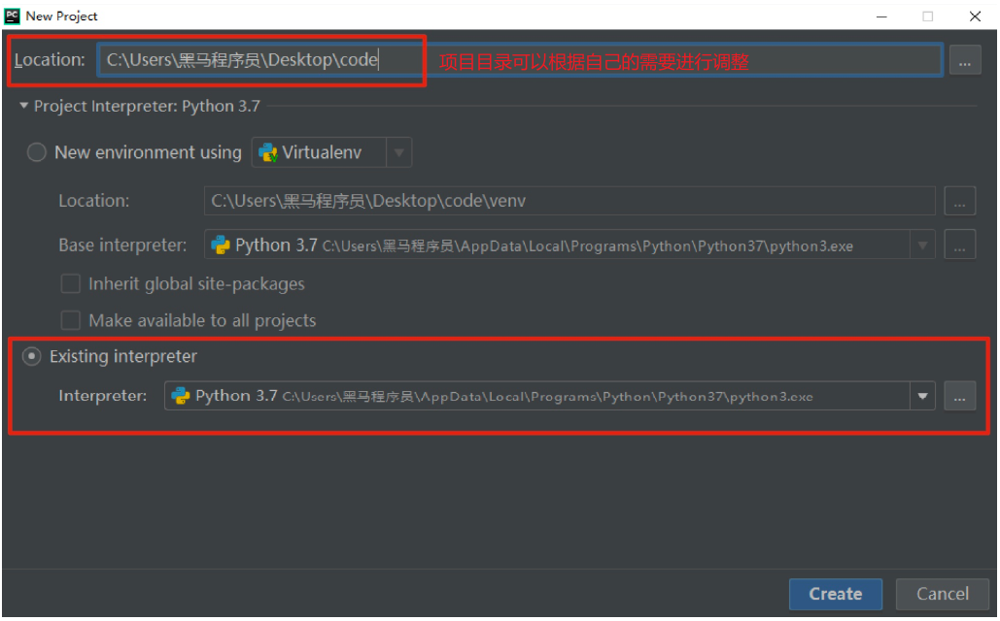 PC New Project
Location: C:\Users\黑马程序员\Desktop\code 项目目录可以根据自己的需要进行调整 ...
Project Interpreter: Python 3.7
New environment using Virtualenv
Location: C:\Users\黑马程序员\Desktop\code\venv ...
Base interpreter: Python 3.7 C:\Users\黑马程序员\AppData\Local\Programs\Python\Python37\python3.exe ...
Inherit global site-packages
Make available to all projects
Existing interpreter
Interpreter: Python 3.7 C:\Users\黑马程序员\AppData\Local\Programs\Python\Python37\python3.exe ...
Create Cancel